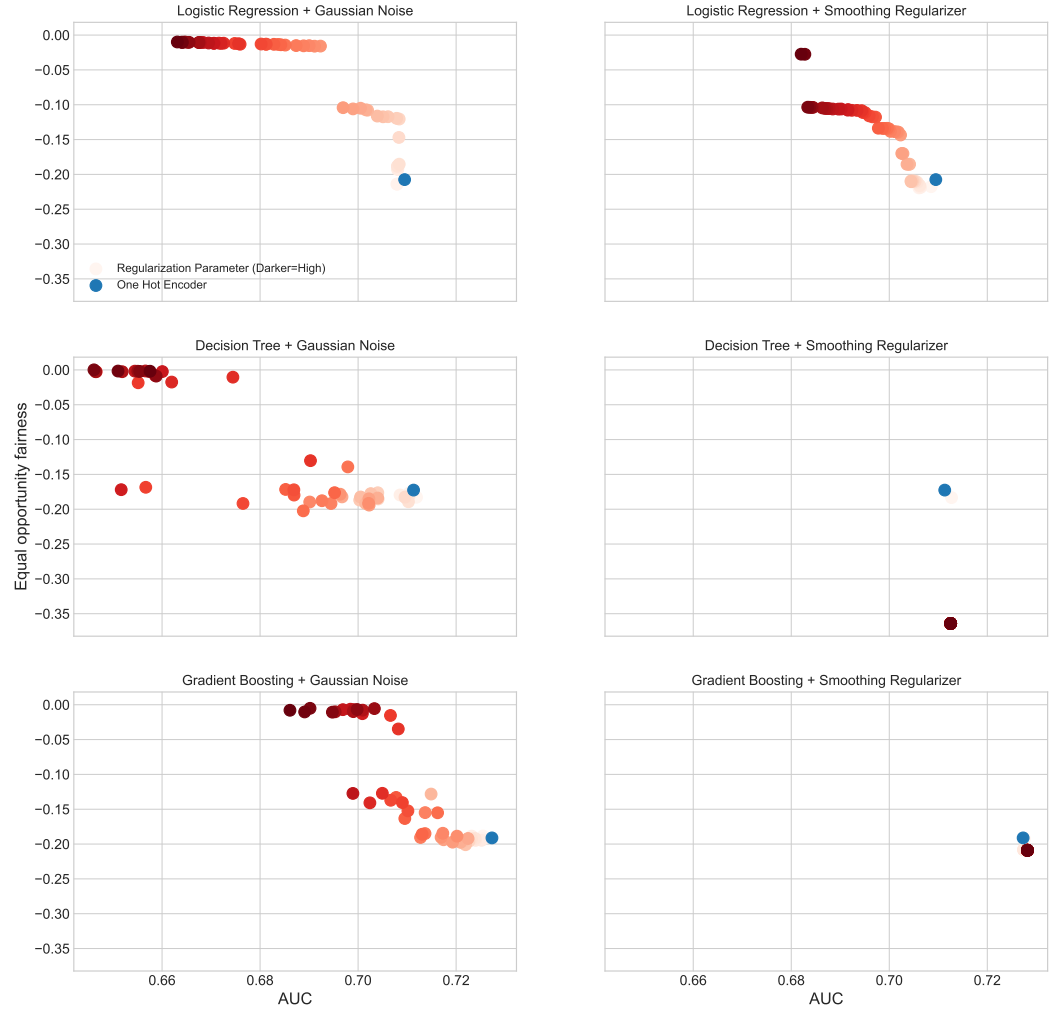 Logistic Regression + Gaussian Noise
Logistic Regression + Smoothing Regularizer
0.00
−0.05
−0.10
−0.15
−0.20
−0.25
−0.30
−0.35
Regularization Parameter (Darker=High)
One Hot Encoder
Decision Tree + Gaussian Noise
Decision Tree + Smoothing Regularizer
Equal opportunity fairness
0.00
−0.05
−0.10
−0.15
−0.20
−0.25
−0.30
−0.35
Gradient Boosting + Gaussian Noise
Gradient Boosting + Smoothing Regularizer
0.00
−0.05
−0.10
−0.15
−0.20
−0.25
−0.30
−0.35
0.66 0.68 0.70 0.72
0.66 0.68 0.70 0.72
AUC
AUC